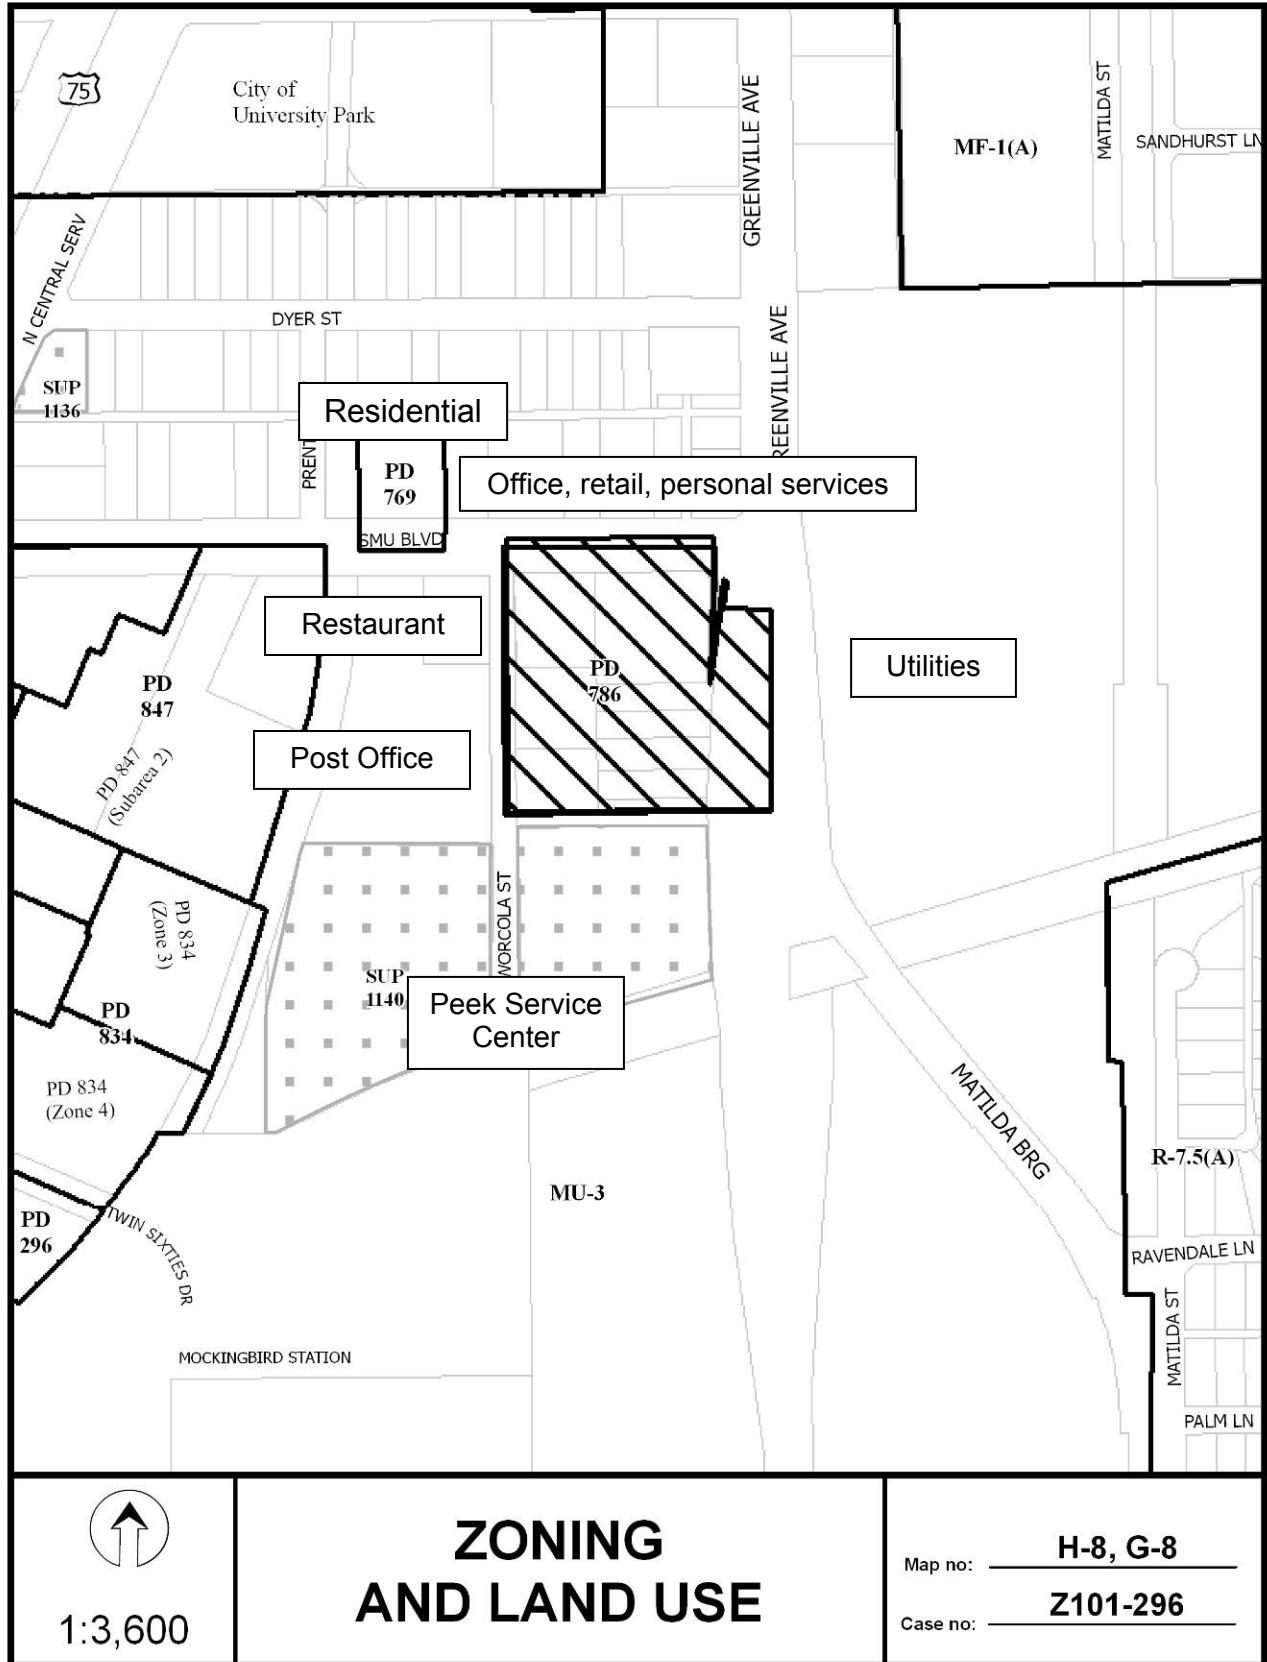 75
City of
University Park
GREENVILLE AVE
MF-1(A)
MATILDA ST
SANDHURST LN
N CENTRAL SERV
DYER ST
SUP
1136
REENVILLE AVE
Residential
PRENT
PD
769
Office, retail, personal services
SMU BLVD
Restaurant
PD
786
Utilities
PD
847
Post Office
PD 847
(Subarea 2)
PD 834
(Zone 3)
WORCOLA ST
SUP
1140
Peek Service
Center
PD
834
PD 834
(Zone 4)
MATILDA BRG
R-7.5(A)
MU-3
PD
296
TWIN SIXTIES DR
RAVENDALE LN
MATILDA ST
MOCKINGBIRD STATION
PALM LN
1:3,600
ZONING
AND LAND USE
Map no: H-8, G-8
Case no: Z101-296